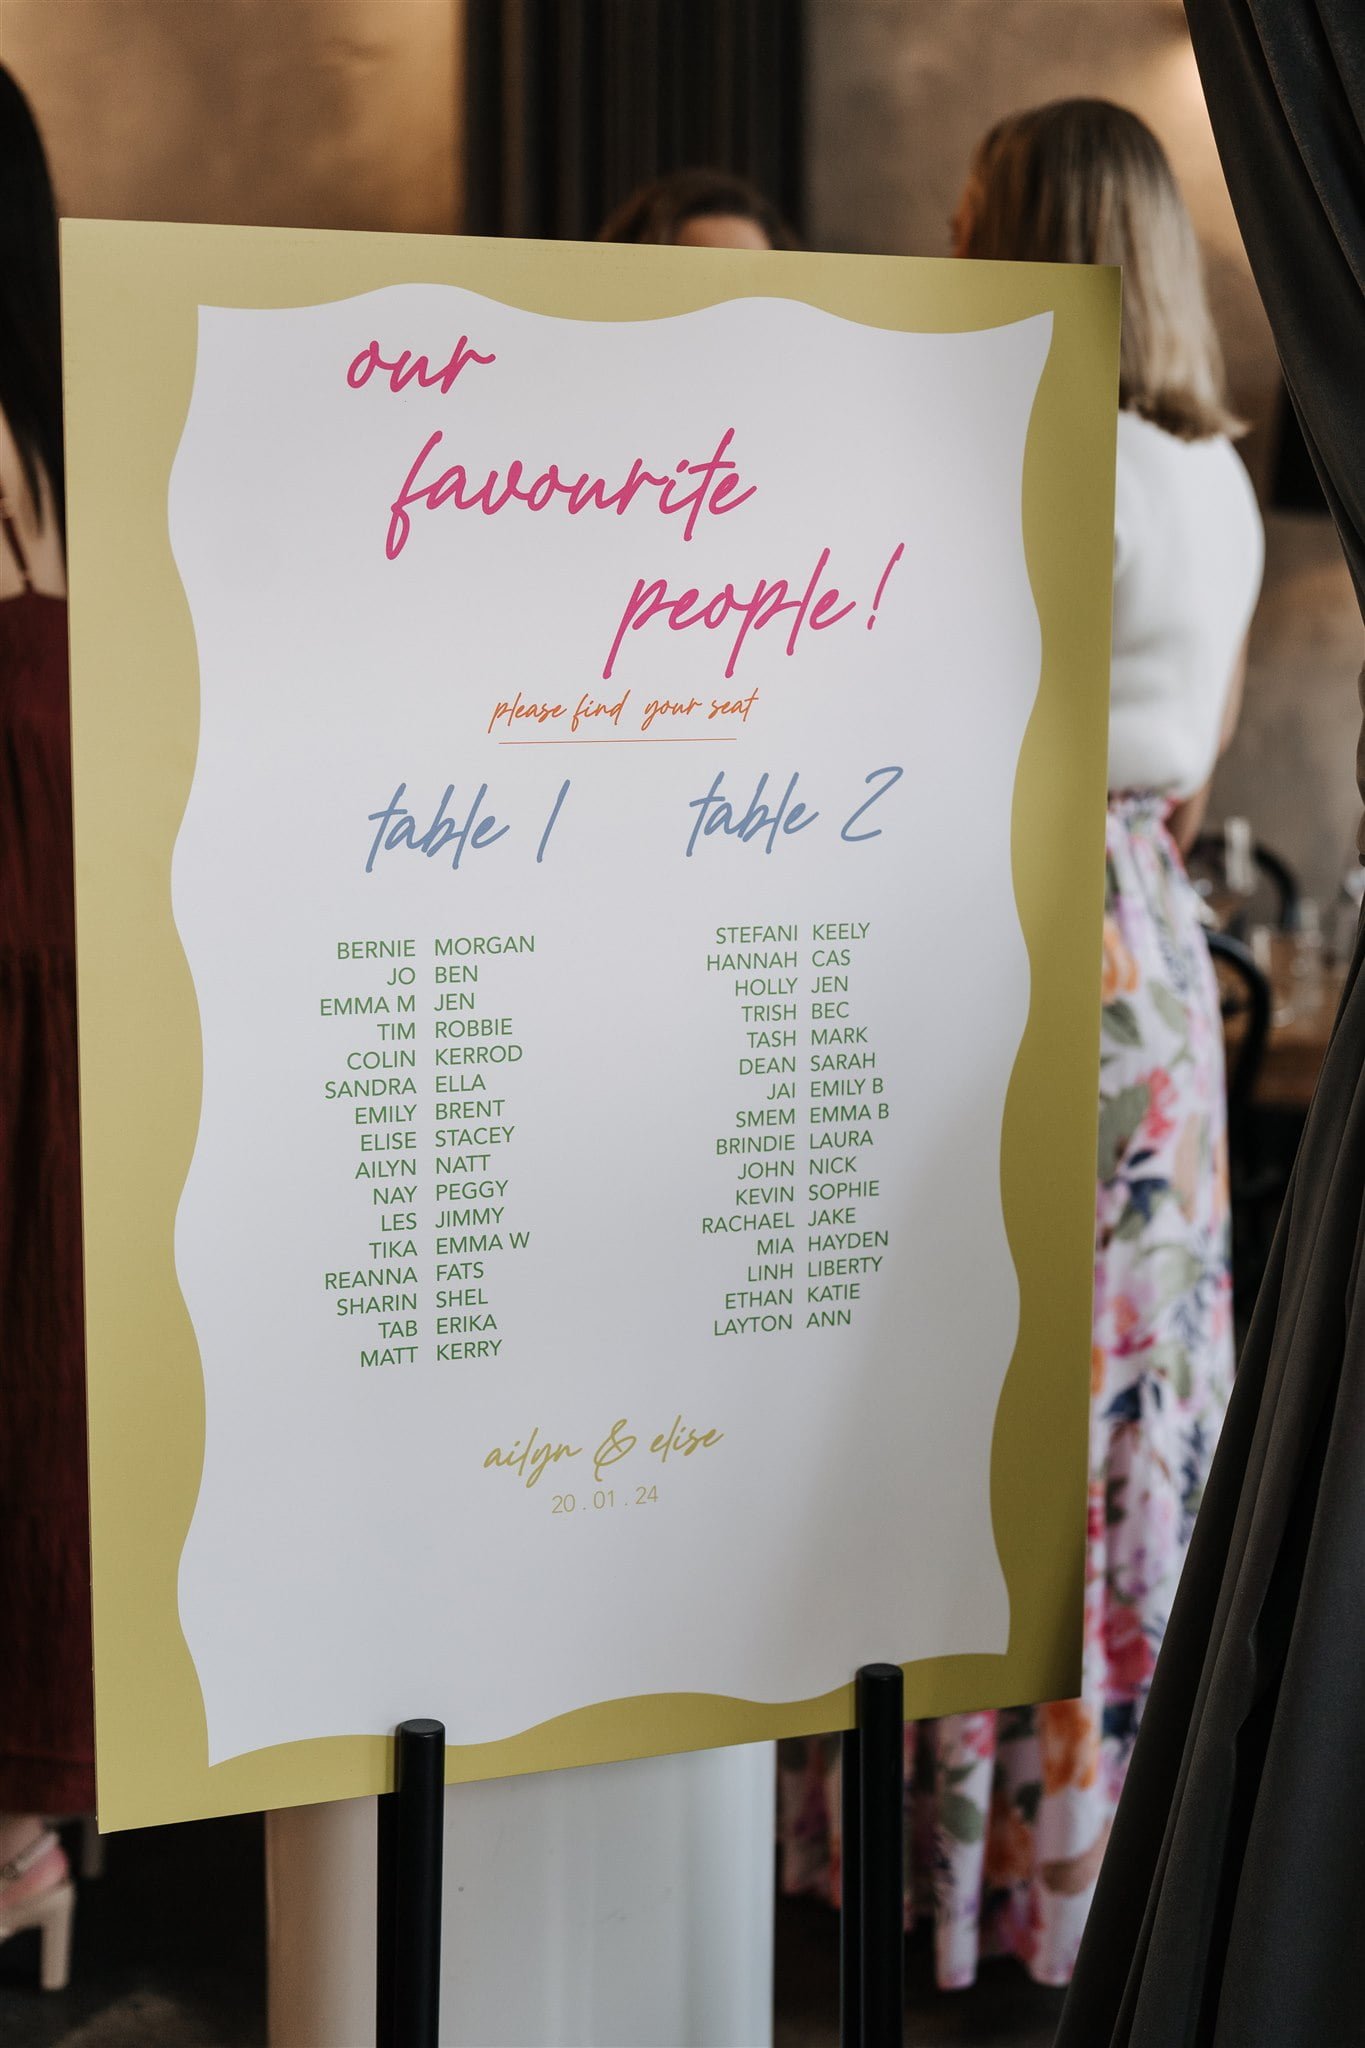 our
favourite
people!
please find your seat
table 1
BERNIE MORGAN
JO BEN
EMMA M JEN
TIM ROBBIE
COLIN KERROD
SANDRA ELLA
EMILY BRENT
ELISE STACEY
AILYN NATT
NAY PEGGY
LES JIMMY
TIKA EMMA W
REANNA FATS
SHARIN SHEL
TAB ERIKA
MATT KERRY
table 2
STEFANI KEELY
HANNAH CAS
HOLLY JEN
TRISH BEC
TASH MARK
DEAN SARAH
JAI EMILY B
SMEM EMMA B
BRINDIE LAURA
JOHN NICK
KEVIN SOPHIE
RACHAEL JAKE
MIA HAYDEN
LINH LIBERTY
ETHAN KATIE
LAYTON ANN
ailyn & elise
20 . 01 . 24